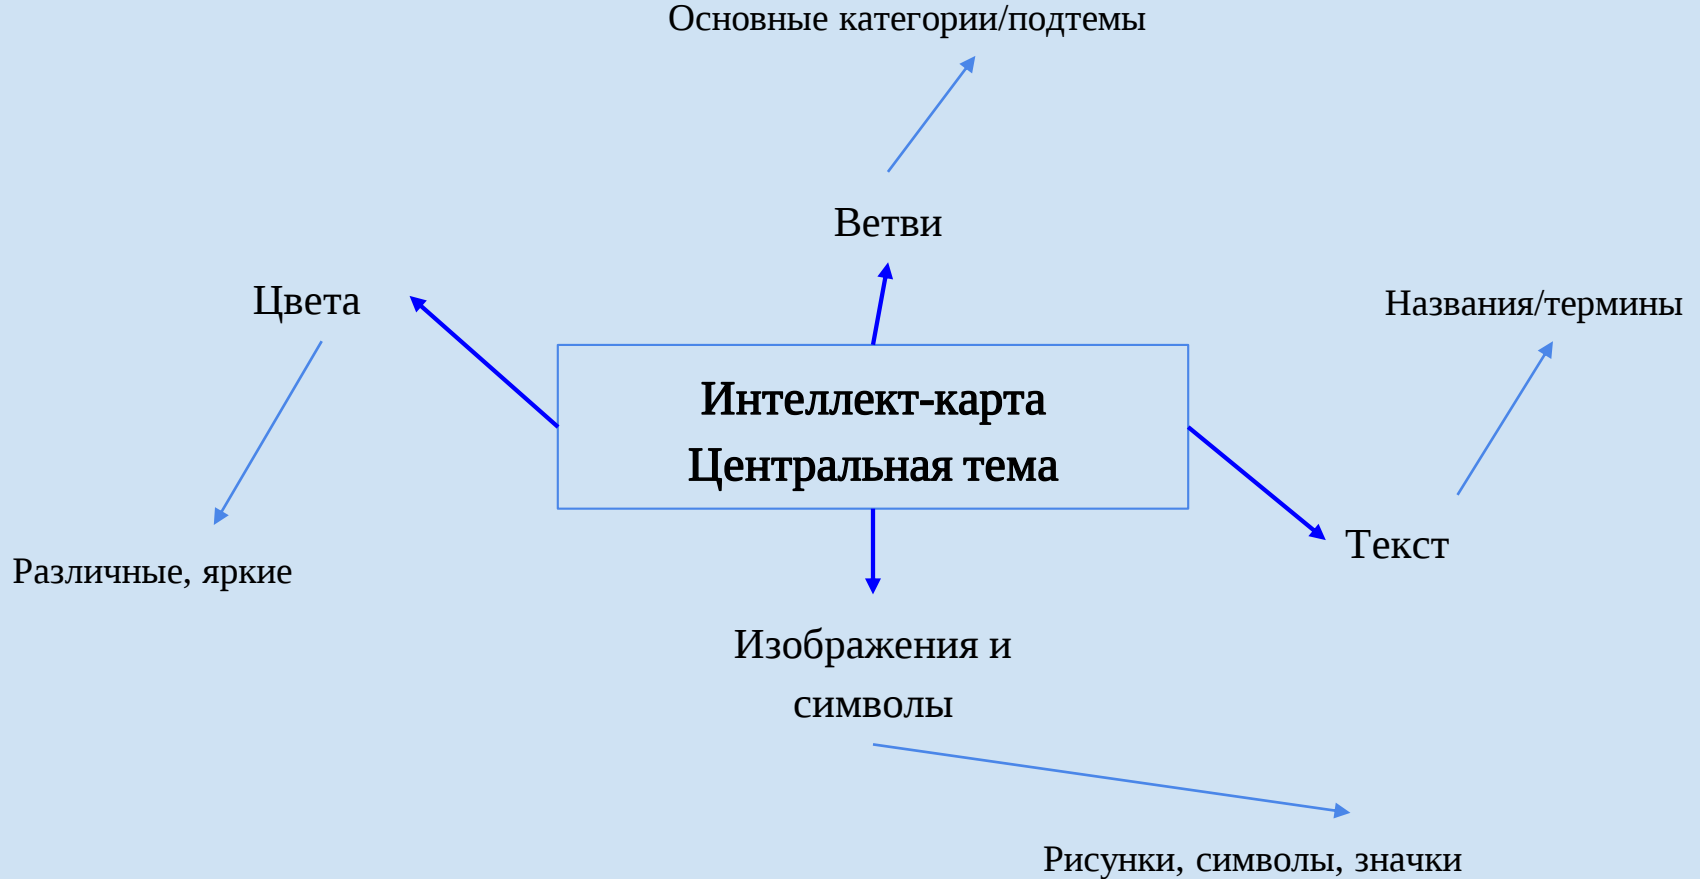 Основные категории/подтемы
Ветви
Цвета
Названия/термины
Интеллект-карта
Центральная тема
Текст
Различные, яркие
Изображения и
символы
Рисунки, символы, значки